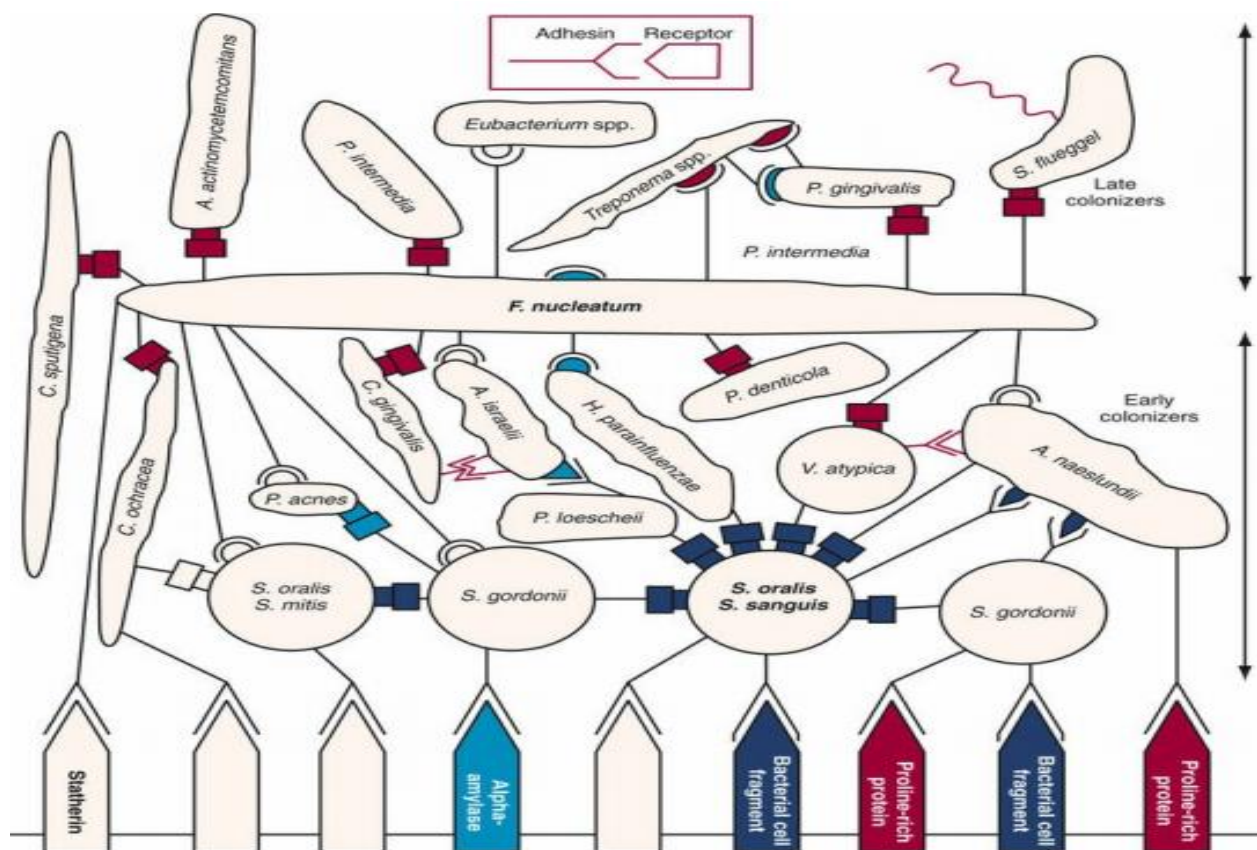 Adhesin Receptor
A. actinomycetemcomitans
P. intermedia
Eubacterium spp.
Treponema spp.
P. gingivalis
S. flueggel
Late
colonizers
P. intermedia
C. sputigena
F. nucleatum
C. ochracea
C. gingivalis
A. israelii
H. parainfluenzae
P. denticola
Early
colonizers
V. atypica
A. naeslundii
P. acnes
P. loescheii
S. oralis
S. mitis
S. gordonii
S. oralis
S. sanguis
S. gordonii
Statherin
Alpha-
amylase
Bacterial cell
fragment
Proline-rich
protein
Bacterial cell
fragment
Proline-rich
protein